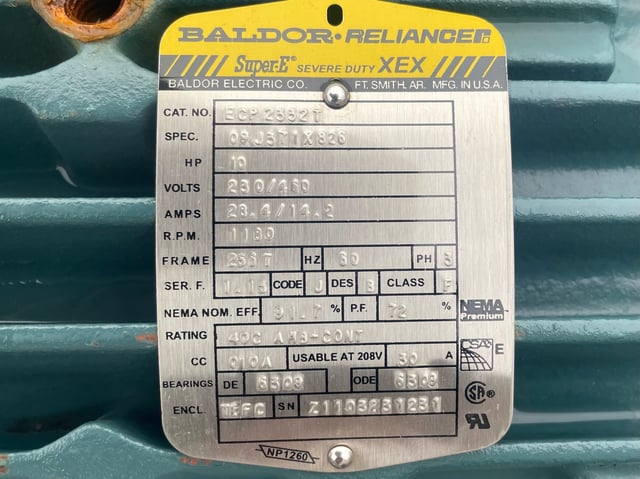 BALDOR·RELIANCER
Super-E® SEVERE DUTY XEX
BALDOR ELECTRIC CO. FT. SMITH, AR. MFG. IN U.S.A.
CAT. NO. ECP2332T
SPEC. 09J371X826
HP 10
VOLTS 230/460
AMPS 28.4/14.2
R.P.M. 1180
FRAME 256T HZ 60 PH 3
SER. F. 1.15 CODE J DES B CLASS F
NEMA NOM. EFF. 91.7 % P.F. 72 %
NEMA Premium
RATING 40C AMB-CONT
CSA E
CC 010A USABLE AT 208V 30 A
BEARINGS DE 6309 ODE 6309
SA®
ENCL. TEFC SN Z1103231231
NP1260